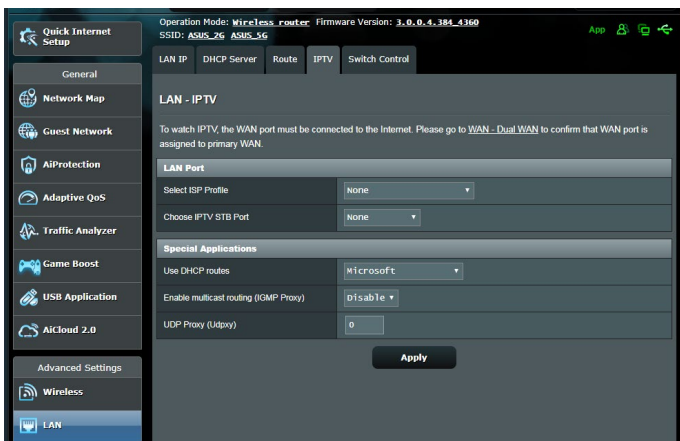 Quick Internet
Setup
General
Network Map
Guest Network
AiProtection
Adaptive QoS
Traffic Analyzer
Game Boost
USB Application
AiCloud 2.0
Advanced Settings
Wireless
LAN
Operation Mode: Wireless router Firmware Version: 3.0.0.4.384_4360
SSID: ASUS_2G ASUS_5G
App
LAN IP DHCP Server Route IPTV Switch Control
LAN - IPTV
To watch IPTV, the WAN port must be connected to the Internet. Please go to WAN - Dual WAN to confirm that WAN port is
assigned to primary WAN.
LAN Port
Select ISP Profile None
Choose IPTV STB Port None
Special Applications
Use DHCP routes Microsoft
Enable multicast routing (IGMP Proxy) Disable
UDP Proxy (Udpxy) 0
Apply